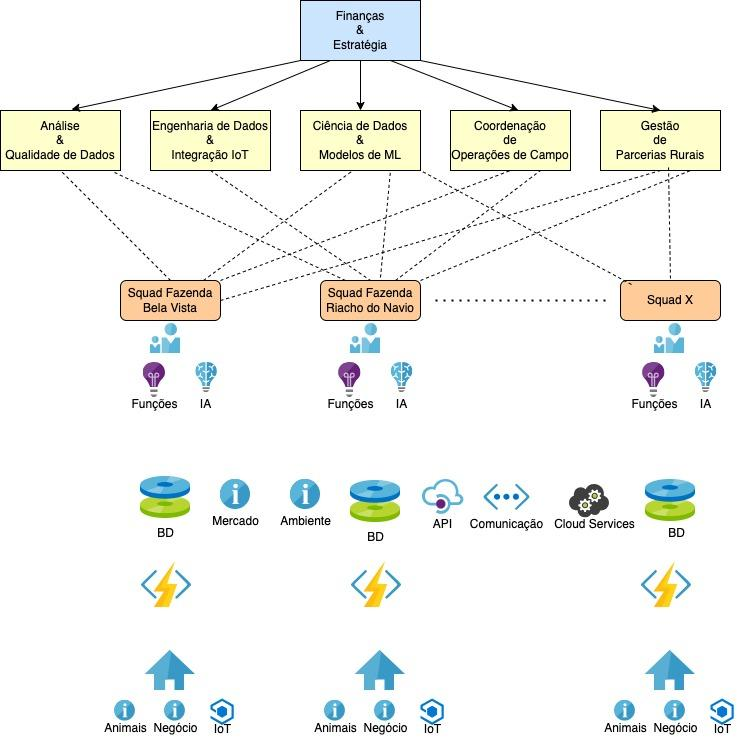 Finanças
&
Estratégia
Análise
&
Qualidade de Dados
Engenharia de Dados
&
Integração IoT
Ciência de Dados
&
Modelos de ML
Coordenação
de
Operações de Campo
Gestão
de
Parcerias Rurais
Squad Fazenda
Bela Vista
Squad Fazenda
Riacho do Navio
Squad X
Funções
IA
Funções
IA
Funções
IA
BD
Mercado
Ambiente
BD
API
Comunicação
Cloud Services
BD
Animais
Negócio
IoT
Animais
Negócio
IoT
Animais
Negócio
IoT